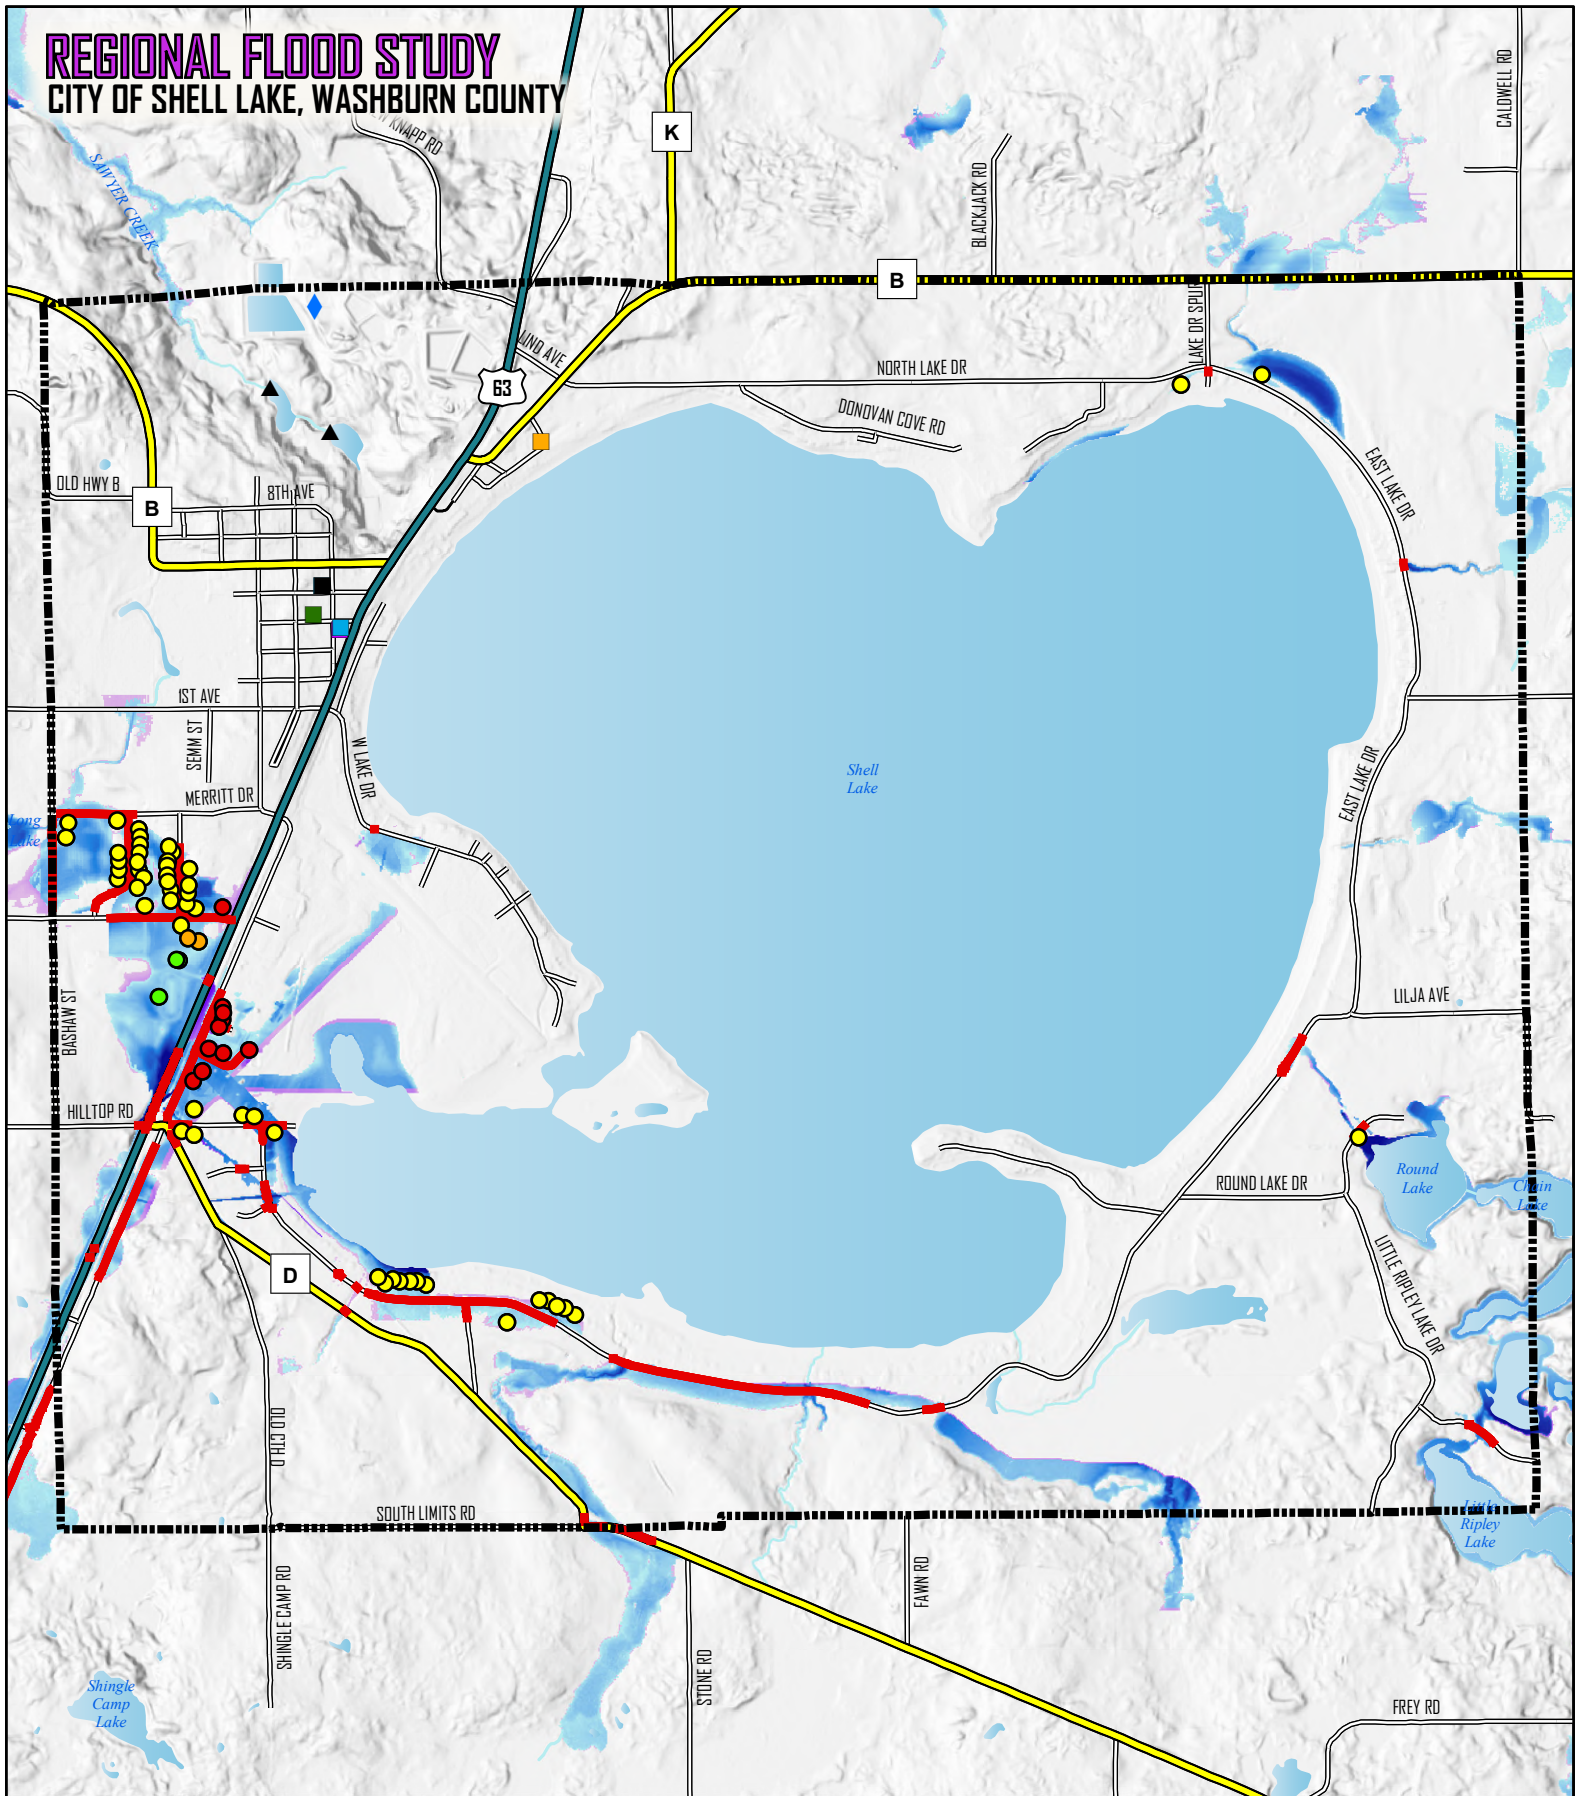 REGIONAL FLOOD STUDY
CITY OF SHELL LAKE, WASHBURN COUNTY
KNAPP RD
K
CALDWELL RD
SAWYER CREEK
BLACKJACK RD
B
LAKE DR SPUR
LIND AVE
63
NORTH LAKE DR
DONOVAN COVE RD
EAST LAKE DR
OLD HWY B
8TH AVE
B
1ST AVE
SEMM ST
W LAKE DR
Shell
Lake
EAST LAKE DR
MERRITT DR
Long
Lake
BASHAW ST
LILJA AVE
HILLTOP RD
ROUND LAKE DR
Round
Lake
Chain
Lake
LITTLE RIPLEY LAKE DR
D
OLD CTH D
SOUTH LIMITS RD
Little
Ripley
Lake
SHINGLE CAMP RD
FAWN RD
STONE RD
Shingle
Camp
Lake
FREY RD